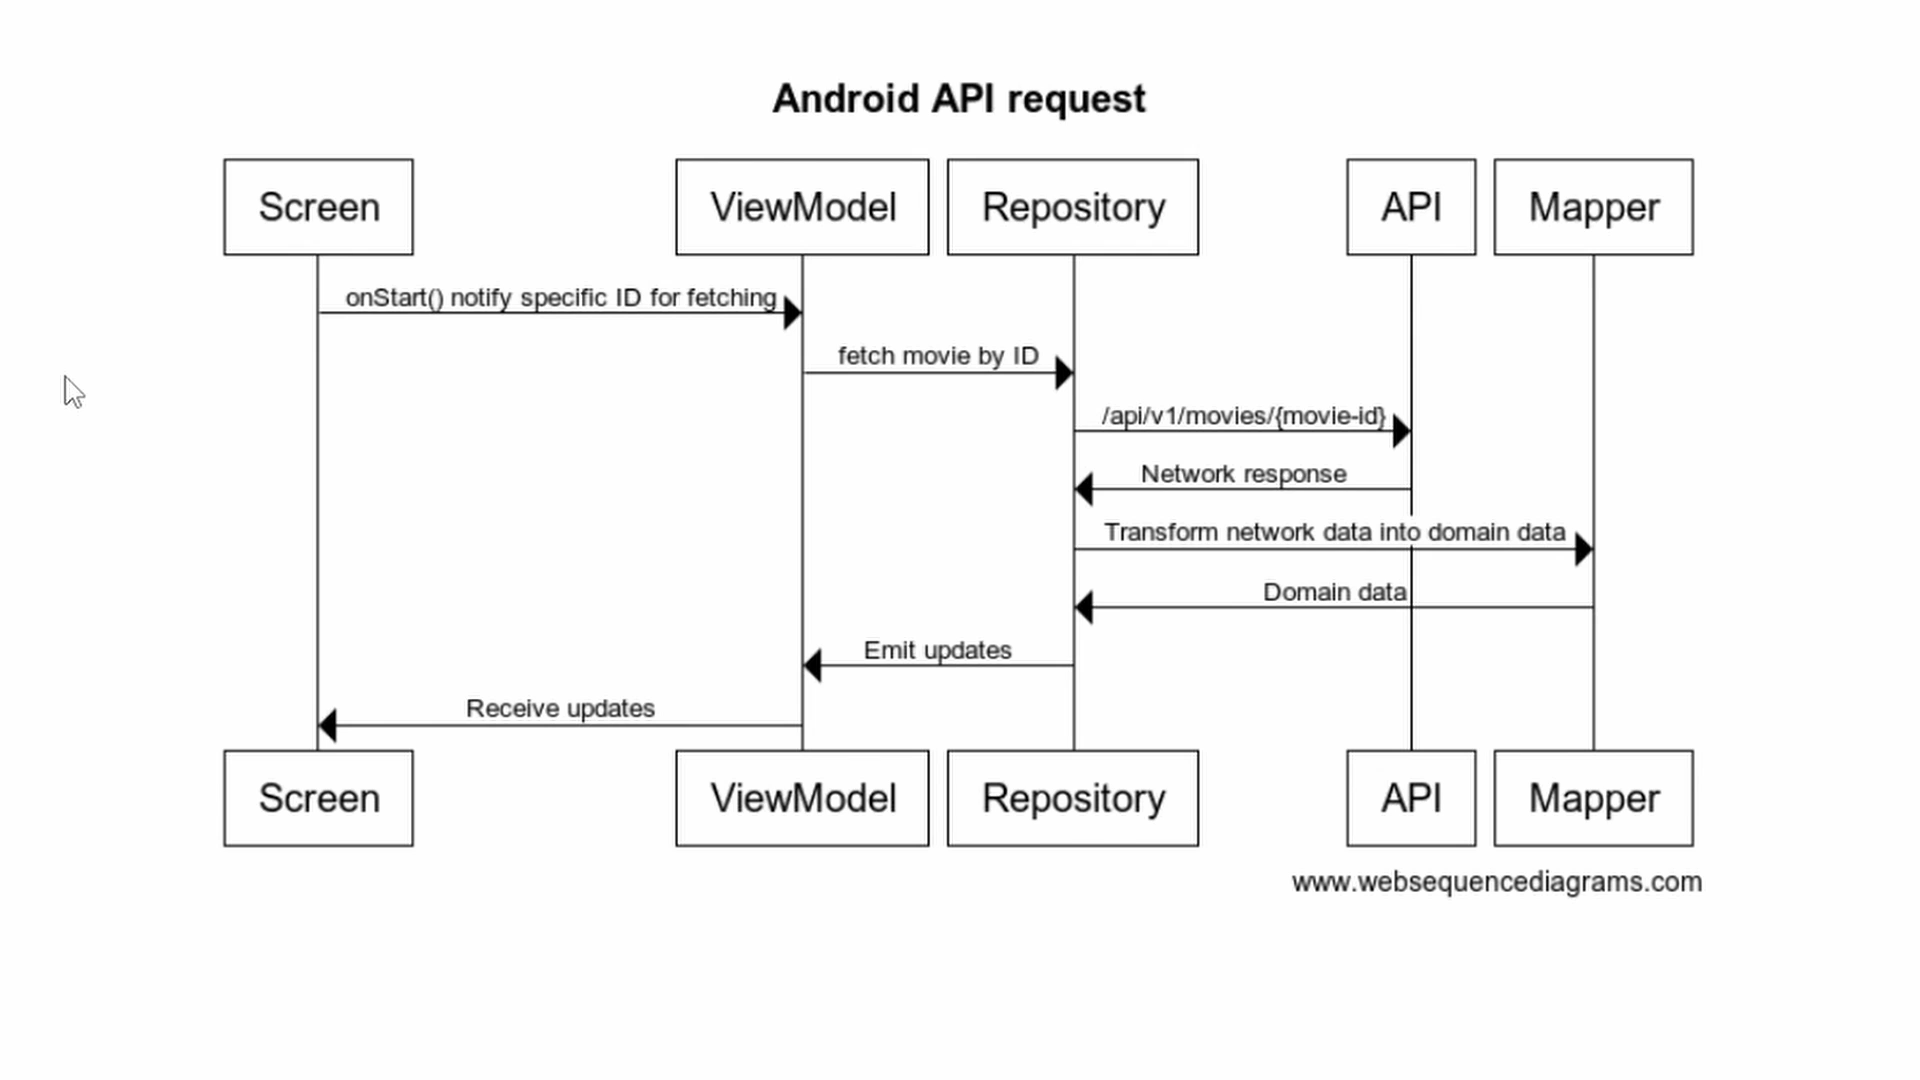 Android API request
Screen
ViewModel
Repository
API
Mapper
onStart() notify specific ID for fetching
fetch movie by ID
/api/v1/movies/{movie-id}
Network response
Transform network data into domain data
Domain data
Emit updates
Receive updates
Screen
ViewModel
Repository
API
Mapper
www.websequencediagrams.com